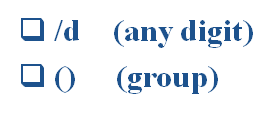 ❑ /d (any digit)
❑ () (group)